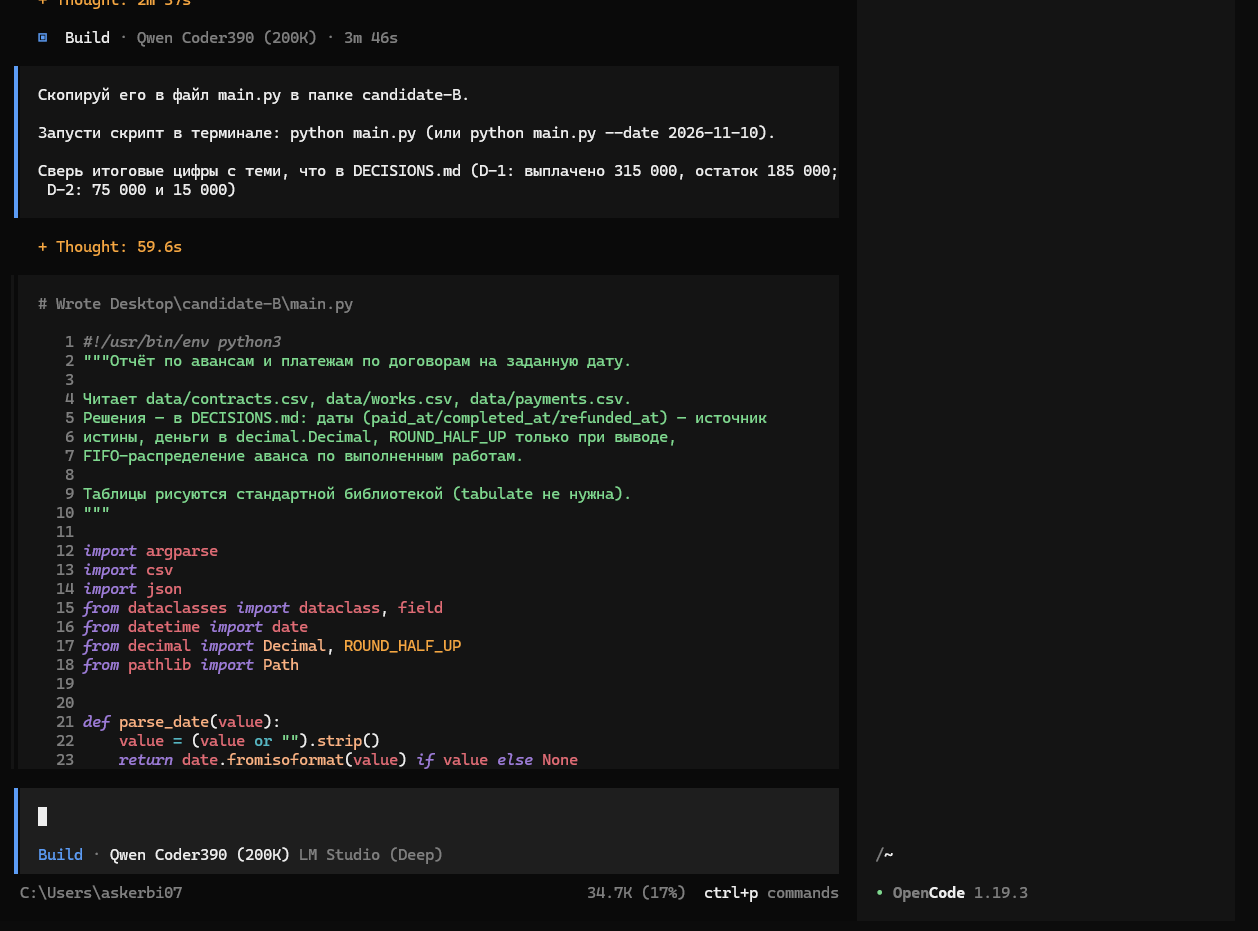 + Thought: 2m 37s
Build · Qwen Coder390 (200K) · 3m 46s
Скопируй его в файл main.py в папке candidate-B.
Запусти скрипт в терминале: python main.py (или python main.py --date 2026-11-10).
Сверь итоговые цифры с теми, что в DECISIONS.md (D-1: выплачено 315 000, остаток 185 000;
D-2: 75 000 и 15 000)
+ Thought: 59.6s
# Wrote Desktop\candidate-B\main.py
1 #!/usr/bin/env python3
2 """Отчёт по авансам и платежам по договорам на заданную дату.
3
4 Читает data/contracts.csv, data/works.csv, data/payments.csv.
5 Решения — в DECISIONS.md: даты (paid_at/completed_at/refunded_at) — источник
6 истины, деньги в decimal.Decimal, ROUND_HALF_UP только при выводе,
7 FIFO-распределение аванса по выполненным работам.
8
9 Таблицы рисуются стандартной библиотекой (tabulate не нужна).
10 """
11
12 import argparse
13 import csv
14 import json
15 from dataclasses import dataclass, field
16 from datetime import date
17 from decimal import Decimal, ROUND_HALF_UP
18 from pathlib import Path
19
20
21 def parse_date(value):
22     value = (value or "").strip()
23     return date.fromisoformat(value) if value else None
Build · Qwen Coder390 (200K) LM Studio (Deep)
C:\Users\askerbi07 34.7K (17%) ctrl+p commands
/~
• OpenCode 1.19.3